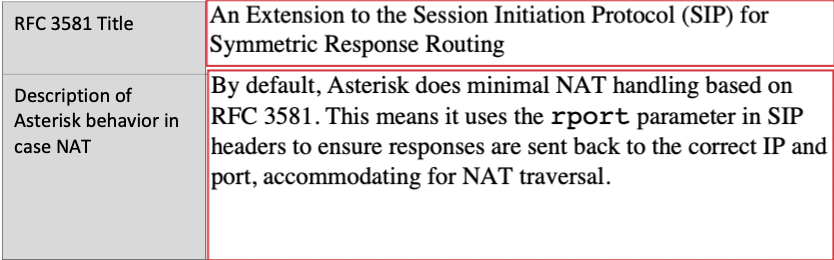 RFC 3581 Title
An Extension to the Session Initiation Protocol (SIP) for
Symmetric Response Routing
Description of
Asterisk behavior in
case NAT
By default, Asterisk does minimal NAT handling based on
RFC 3581. This means it uses the rport parameter in SIP
headers to ensure responses are sent back to the correct IP and
port, accommodating for NAT traversal.